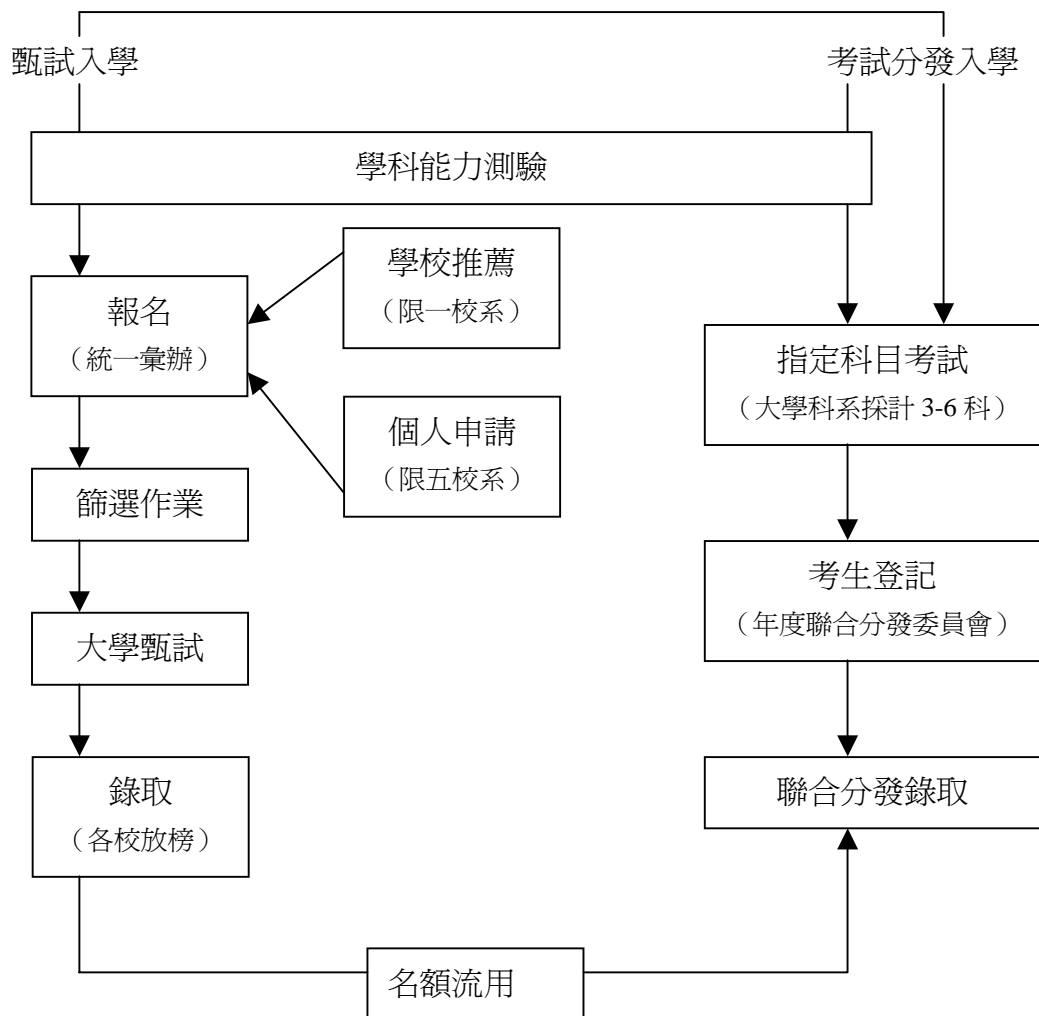 甄試入學
考試分發入學
學科能力測驗
學校推薦
（限一校系）
報名
（統一彙辦）
個人申請
（限五校系）
指定科目考試
（大學科系採計 3-6 科）
篩選作業
考生登記
（年度聯合分發委員會）
大學甄試
錄取
（各校放榜）
聯合分發錄取
名額流用